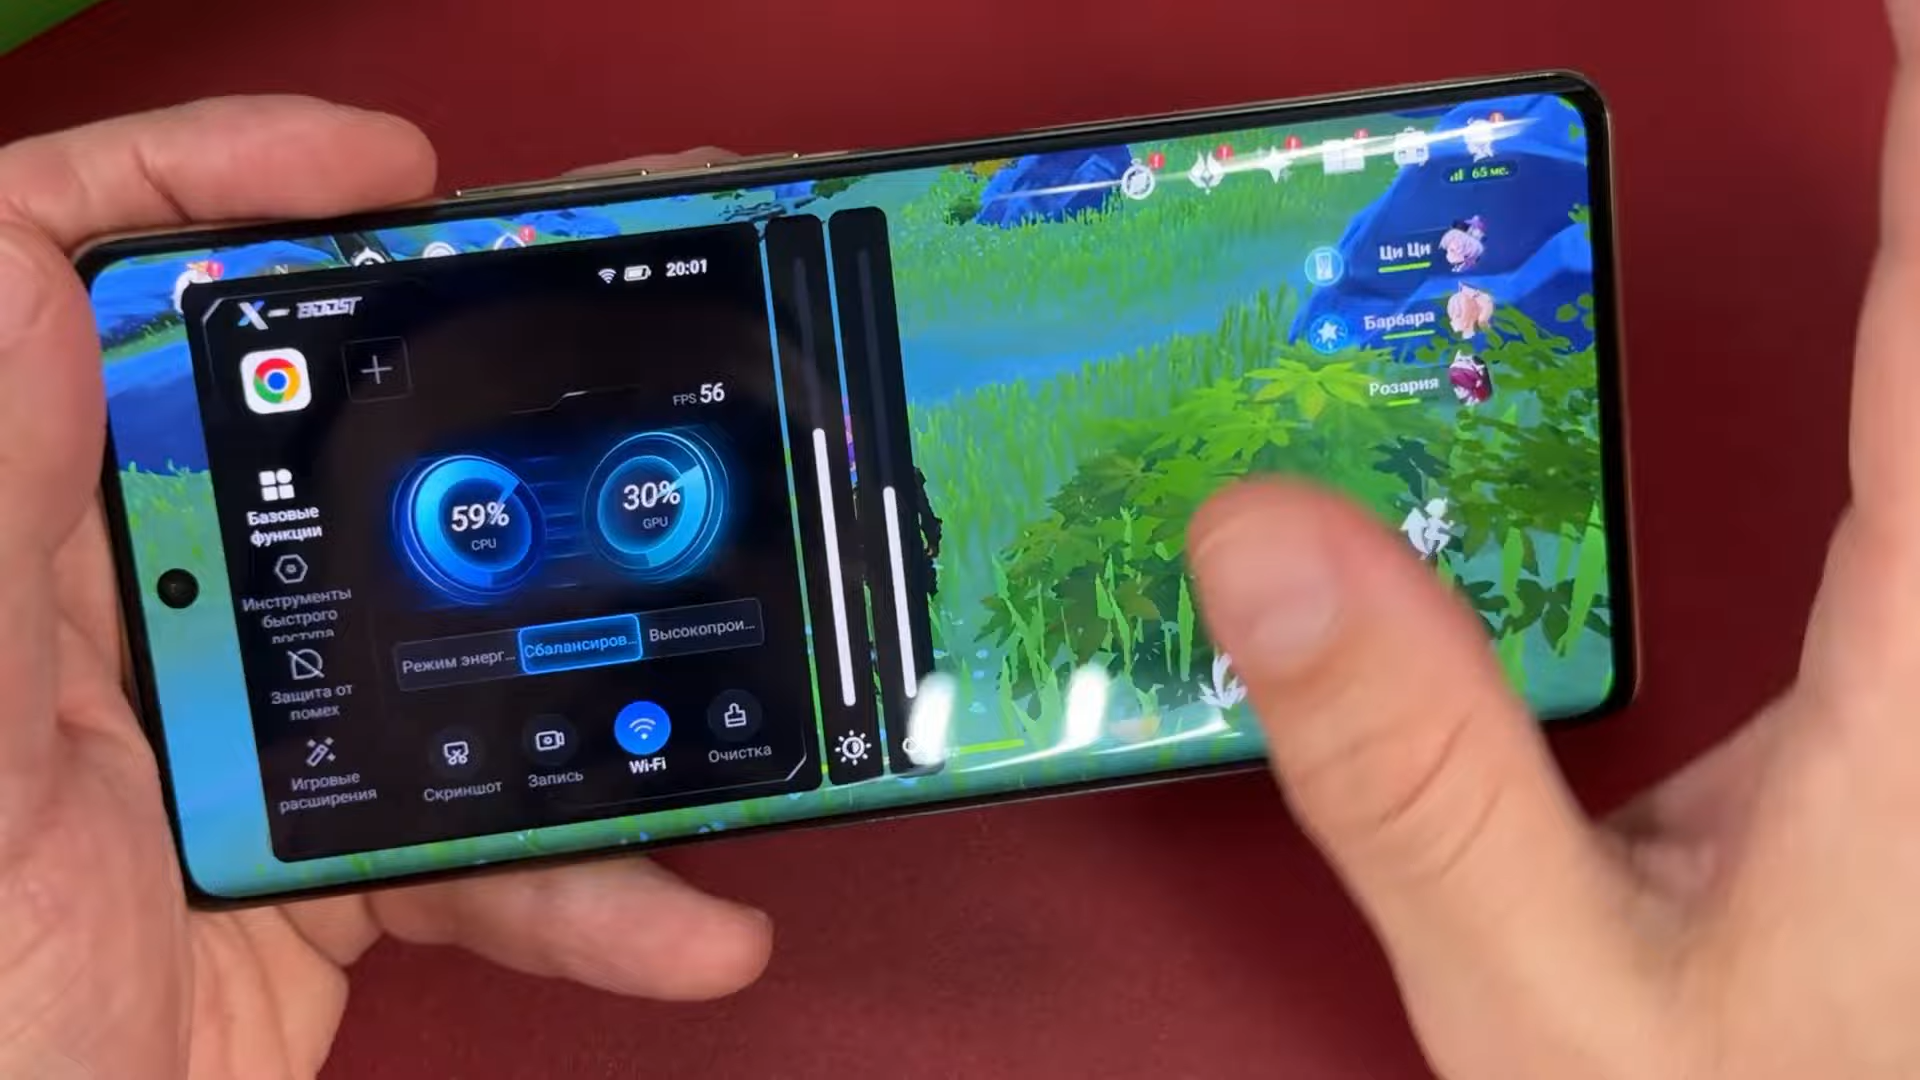 20:01
X-BOOST
FPS 56
59%
CPU
30%
GPU
Базовые
функции
Инструменты
быстрого
доступа
Защита от
помех
Игровые
расширения
Режим энерг...
Сбалансиров...
Высокопрои...
Скриншот
Запись
Wi-Fi
Очистка
N
65 мс.
Ци Ци
Барбара
Розария